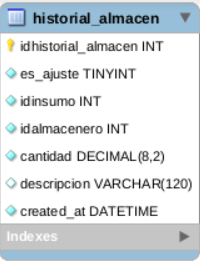 historial_almacen
idhistorial_almacen INT
es_ajuste TINYINT
idinsumo INT
idalmacenero INT
cantidad DECIMAL(8,2)
descripcion VARCHAR(120)
created_at DATETIME
Indexes